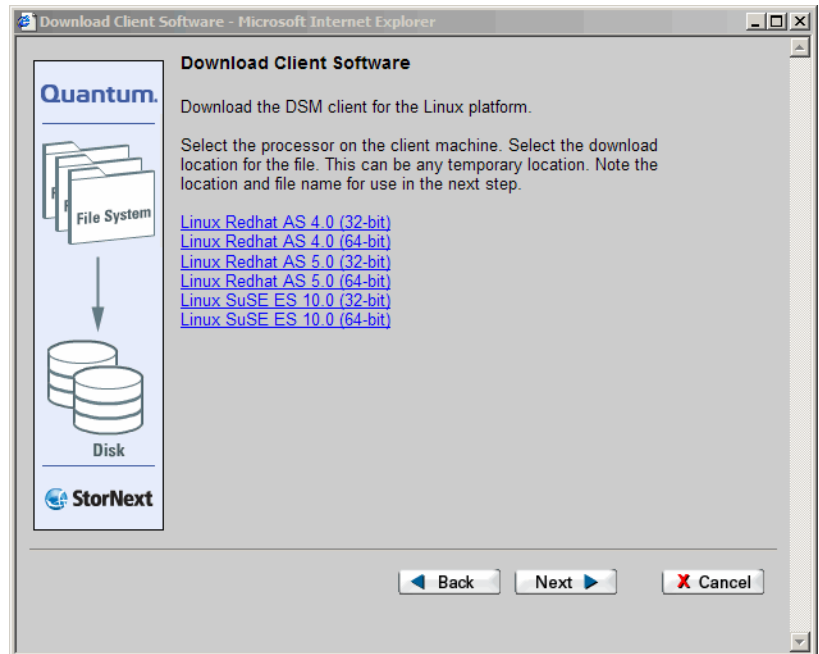 Download Client Software - Microsoft Internet Explorer
Quantum.
File System
Disk
StorNext
Download Client Software
Download the DSM client for the Linux platform.
Select the processor on the client machine. Select the download
location for the file. This can be any temporary location. Note the
location and file name for use in the next step.
Linux Redhat AS 4.0 (32-bit)
Linux Redhat AS 4.0 (64-bit)
Linux Redhat AS 5.0 (32-bit)
Linux Redhat AS 5.0 (64-bit)
Linux SuSE ES 10.0 (32-bit)
Linux SuSE ES 10.0 (64-bit)
Back
Next
X Cancel